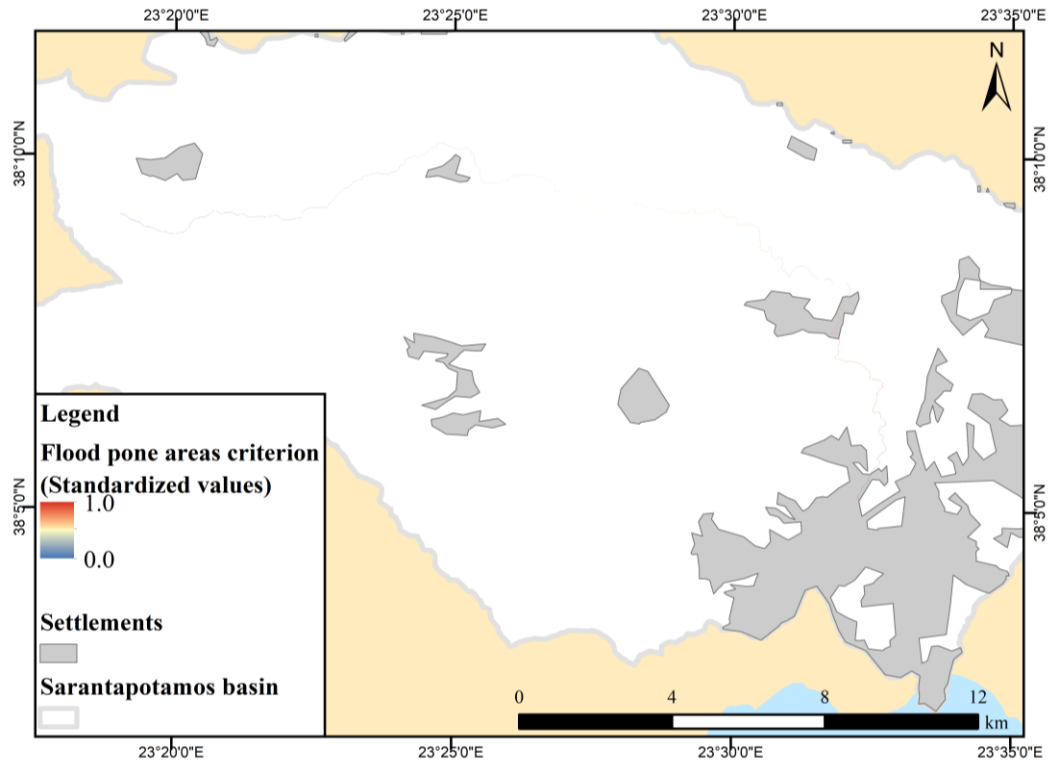 23°20'0"E 23°25'0"E 23°30'0"E 23°35'0"E
N
38°10'0"N 38°10'0"N
Legend
Flood pone areas criterion
(Standardized values)
1.0
0.0
38°5'0"N 38°5'0"N
Settlements
Sarantapotamos basin
0 4 8 12
km
23°20'0"E 23°25'0"E 23°30'0"E 23°35'0"E